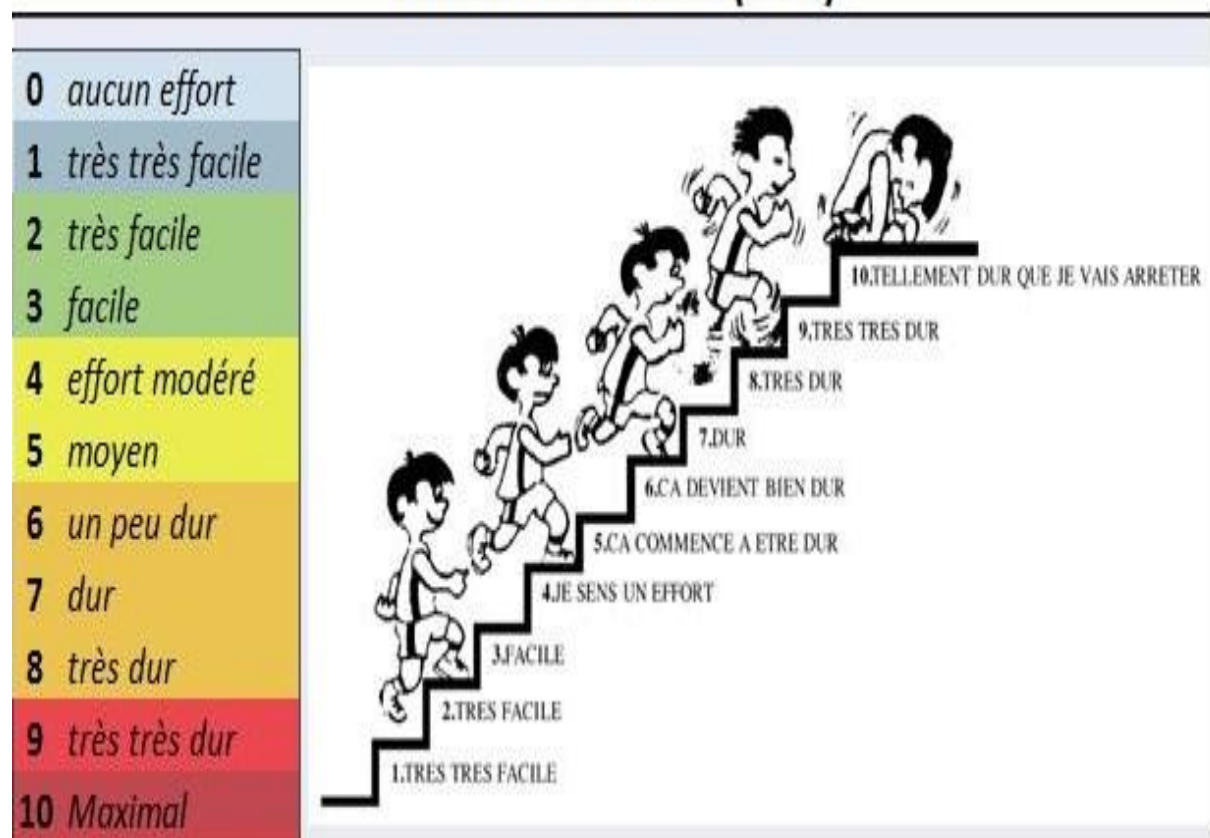 0 aucun effort
1 très très facile
2 très facile
3 facile
4 effort modéré
5 moyen
6 un peu dur
7 dur
8 très dur
9 très très dur
10 Maximal
10.TELLEMENT DUR QUE JE VAIS ARRETER
9.TRES TRES DUR
8.TRES DUR
7.DUR
6.CA DEVIENT BIEN DUR
5.CA COMMENCE A ETRE DUR
4.JE SENS UN EFFORT
3.FACILE
2.TRES FACILE
1.TRES TRES FACILE